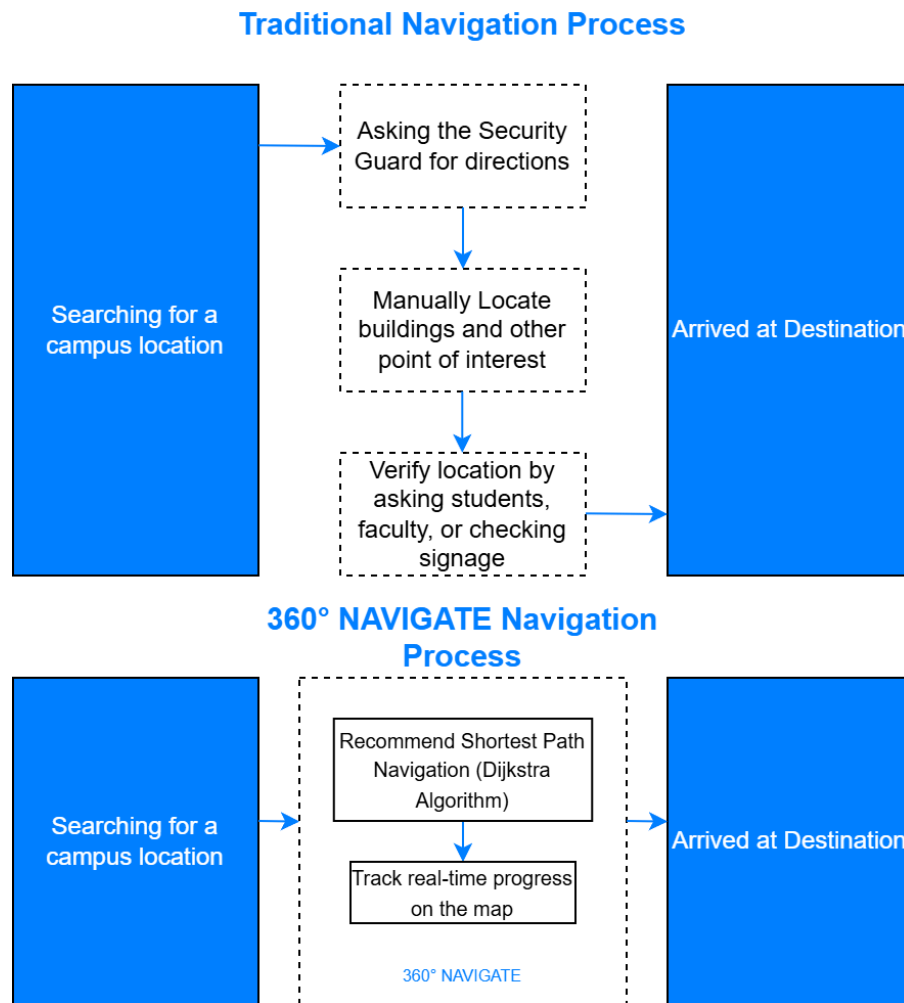 Traditional Navigation Process
Asking the Security
Guard for directions
Searching for a
campus location
Manually Locate
buildings and other
point of interest
Arrived at Destination
Verify location by
asking students,
faculty, or checking
signage
360° NAVIGATE Navigation
Process
Searching for a
campus location
Recommend Shortest Path
Navigation (Dijkstra
Algorithm)
Track real-time progress
on the map
360° NAVIGATE
Arrived at Destination